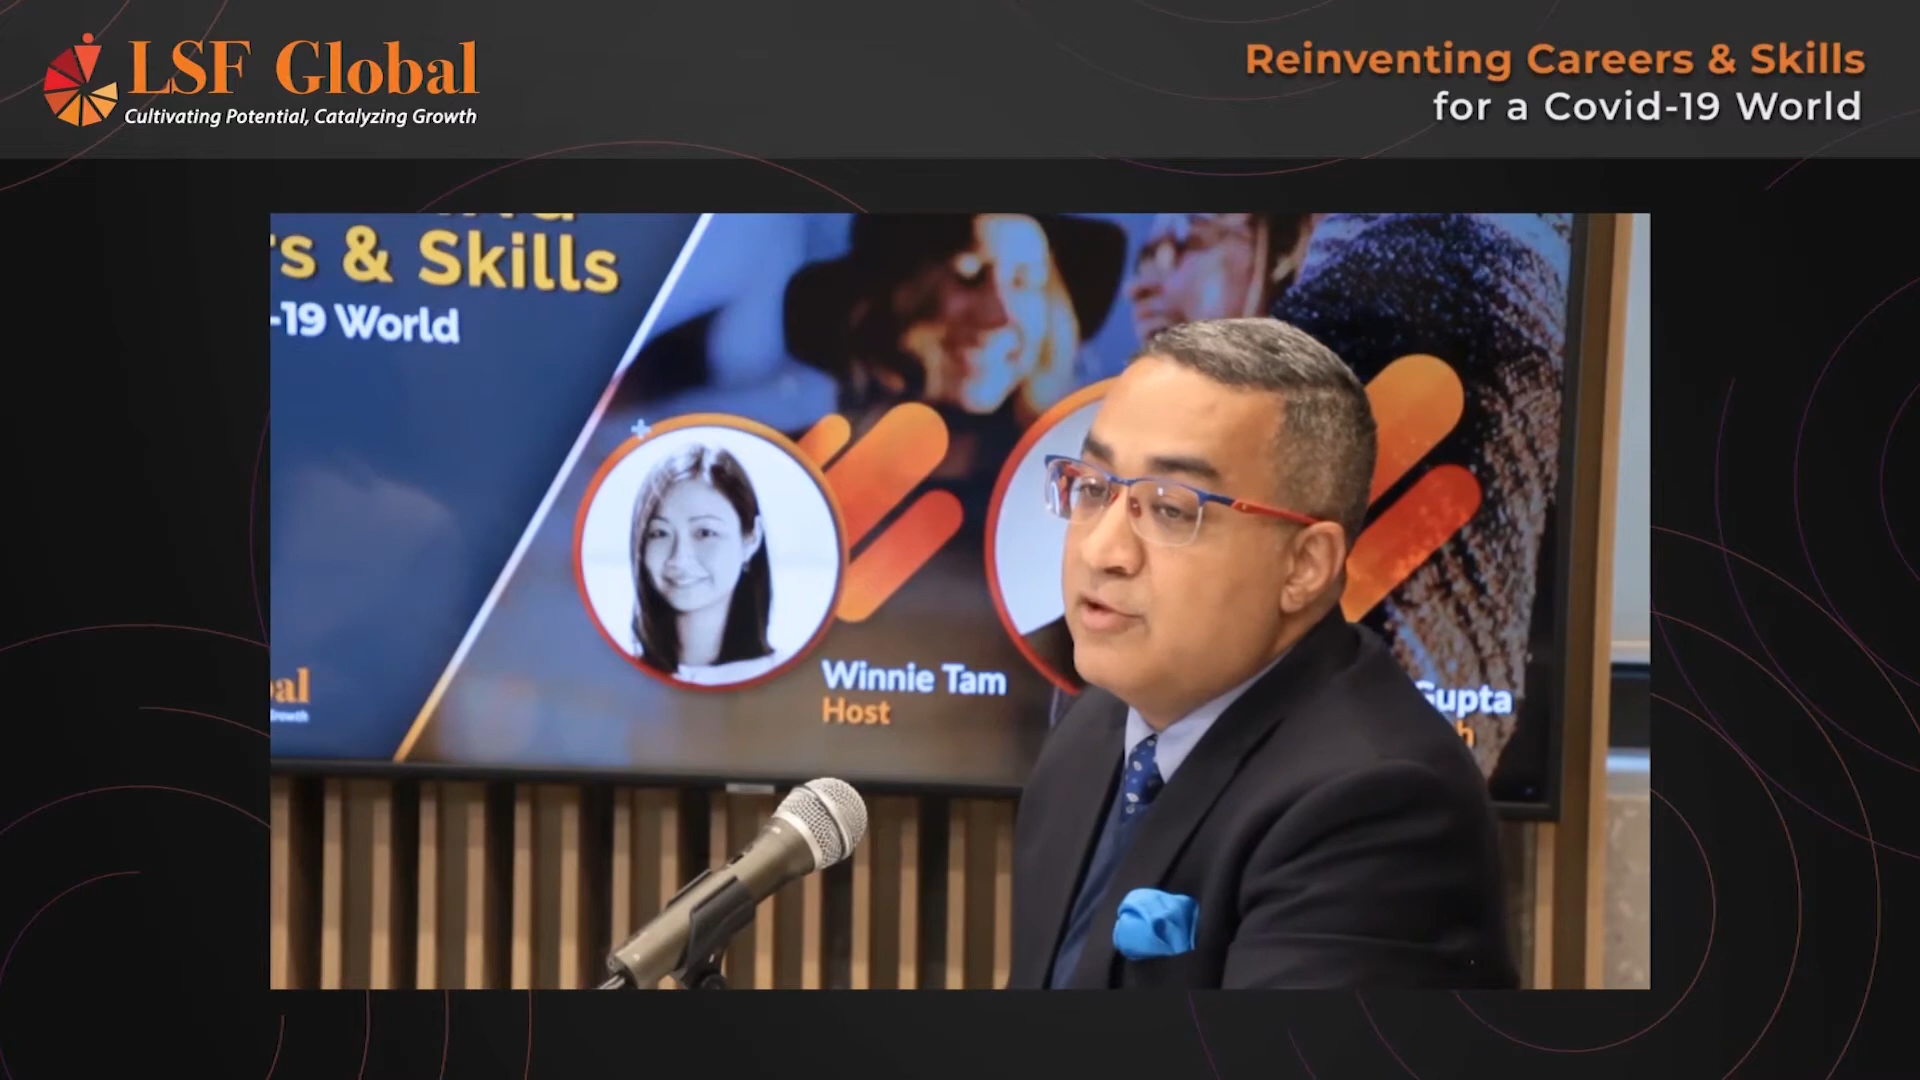 LSF Global
Cultivating Potential, Catalyzing Growth
Reinventing Careers & Skills
for a Covid-19 World
's & Skills
-19 World
Winnie Tam
Host
Gupta
al
Growth